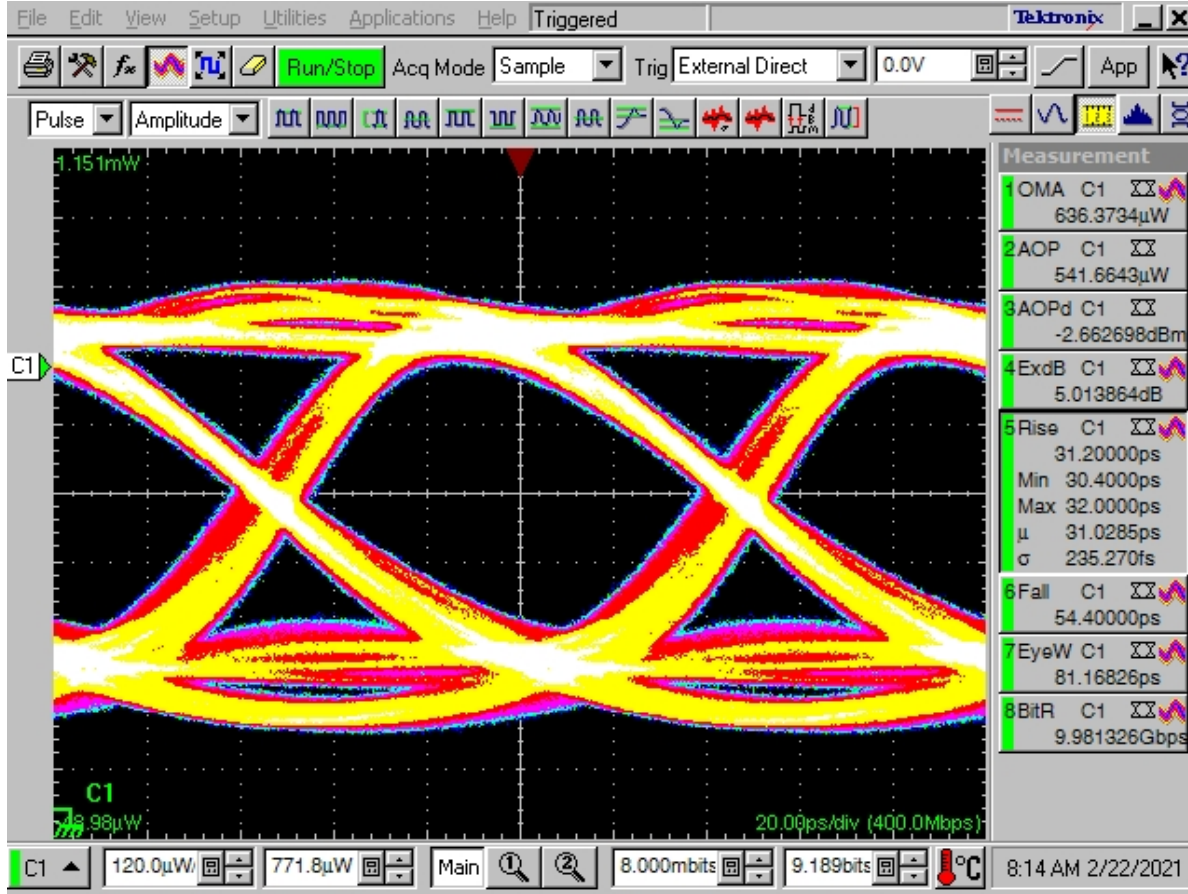 File Edit View Setup Utilities Applications Help Triggered Tektronix
Run/Stop Acq Mode Sample Trig External Direct 0.0V App
Pulse Amplitude
1.151mW
C1
C1
20.00ps/div (400.0Mbps)
Measurement
1 OMA C1
636.3734µW
2 AOP C1
541.6643µW
3 AOPd C1
-2.662698dBm
4 ExdB C1
5.013864dB
5 Rise C1
31.20000ps
Min 30.4000ps
Max 32.0000ps
µ 31.0285ps
σ 235.270fs
6 Fall C1
54.40000ps
7 EyeW C1
81.16826ps
8 BitR C1
9.981326Gbps
C1 120.0µW/ 771.8µW Main 1 2 8.000mbits 9.189bits °C 8:14 AM 2/22/2021